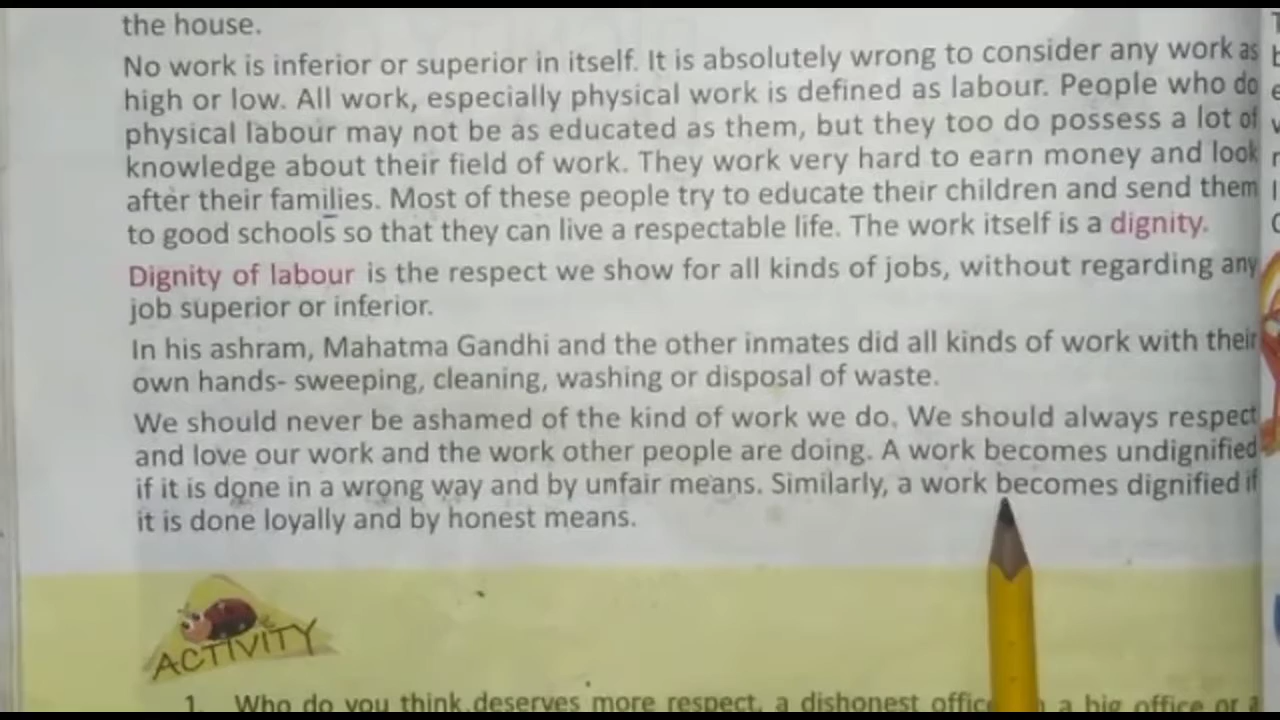 the house.
No work is inferior or superior in itself. It is absolutely wrong to consider any work as
high or low. All work, especially physical work is defined as labour. People who do
physical labour may not be as educated as them, but they too do possess a lot of
knowledge about their field of work. They work very hard to earn money and look
after their families. Most of these people try to educate their children and send them
to good schools so that they can live a respectable life. The work itself is a dignity.
Dignity of labour is the respect we show for all kinds of jobs, without regarding any
job superior or inferior.
In his ashram, Mahatma Gandhi and the other inmates did all kinds of work with their
own hands- sweeping, cleaning, washing or disposal of waste.
We should never be ashamed of the kind of work we do. We should always respect
and love our work and the work other people are doing. A work becomes undignified
if it is done in a wrong way and by unfair means. Similarly, a work becomes dignified if
it is done loyally and by honest means.
ACTIVITY
1. Who do you think deserves more respect, a dishonest a big office or a